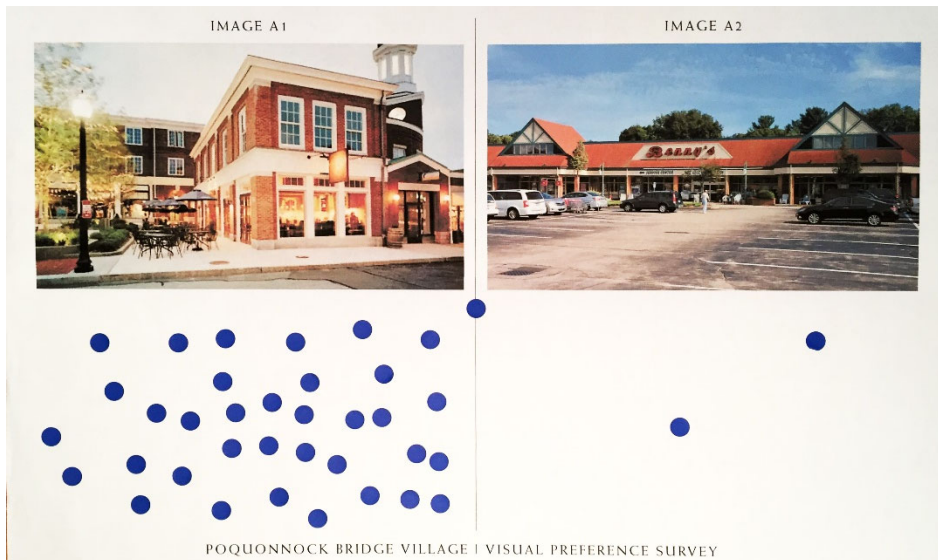 IMAGE A1
IMAGE A2
Benny's
POQUONNOCK BRIDGE VILLAGE | VISUAL PREFERENCE SURVEY